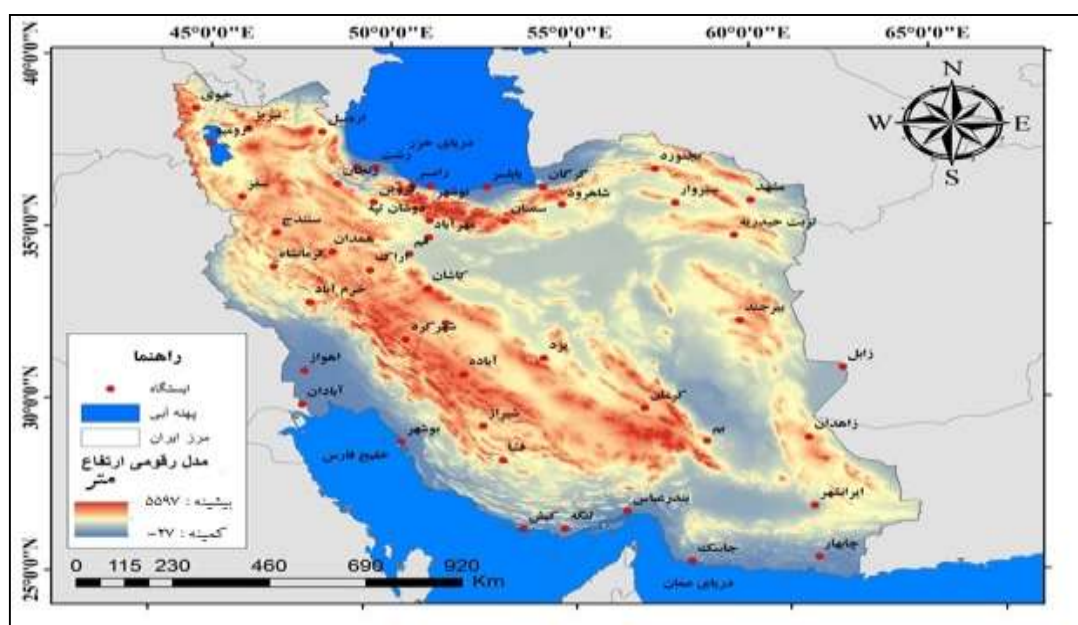 45°0'0"E 50°0'0"E 55°0'0"E 60°0'0"E 65°0'0"E
40°0'0"N
35°0'0"N
30°0'0"N
25°0'0"N
N
W E
S
خوی
تبریز
ارومیه
اردبیل
دریای خزر
رشت
زنجان
رامسر
بابلسر
گرگان
بجنورد
قزوین
نوشهر
سقز
دوشان تپه
سمنان
شاهرود
سبزوار
مشهد
تربت حیدریه
مهرآباد
سنندج
همدان
قم
کرمانشاه
اراک
کاشان
خرم آباد
بیرجند
شهرکرد
یزد
زابل
اهواز
آباده
آبادان
کرمان
شیراز
بم
زاهدان
بوشهر
فسا
خلیج فارس
ایرانشهر
بندرعباس
کیش
لنگه
جاسک
چابهار
دریای عمان
راهنما
ایستگاه
پهنه آبی
مرز ایران
مدل رقومی ارتفاع
متر
بیشینه : ۵۵۹۷
کمینه : ۲۷-
0 115 230 460 690 920
Km